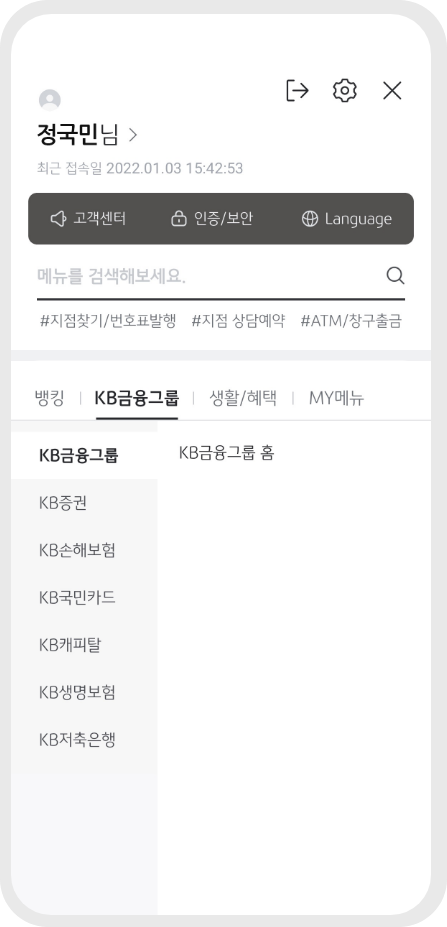 정국민님
최근 접속일 2022.01.03 15:42:53
고객센터 인증/보안 Language
메뉴를 검색해보세요.
#지점찾기/번호표발행 #지점 상담예약 #ATM/창구출금
뱅킹 KB금융그룹 생활/혜택 MY메뉴
KB금융그룹 KB금융그룹 홈
KB증권
KB손해보험
KB국민카드
KB캐피탈
KB생명보험
KB저축은행